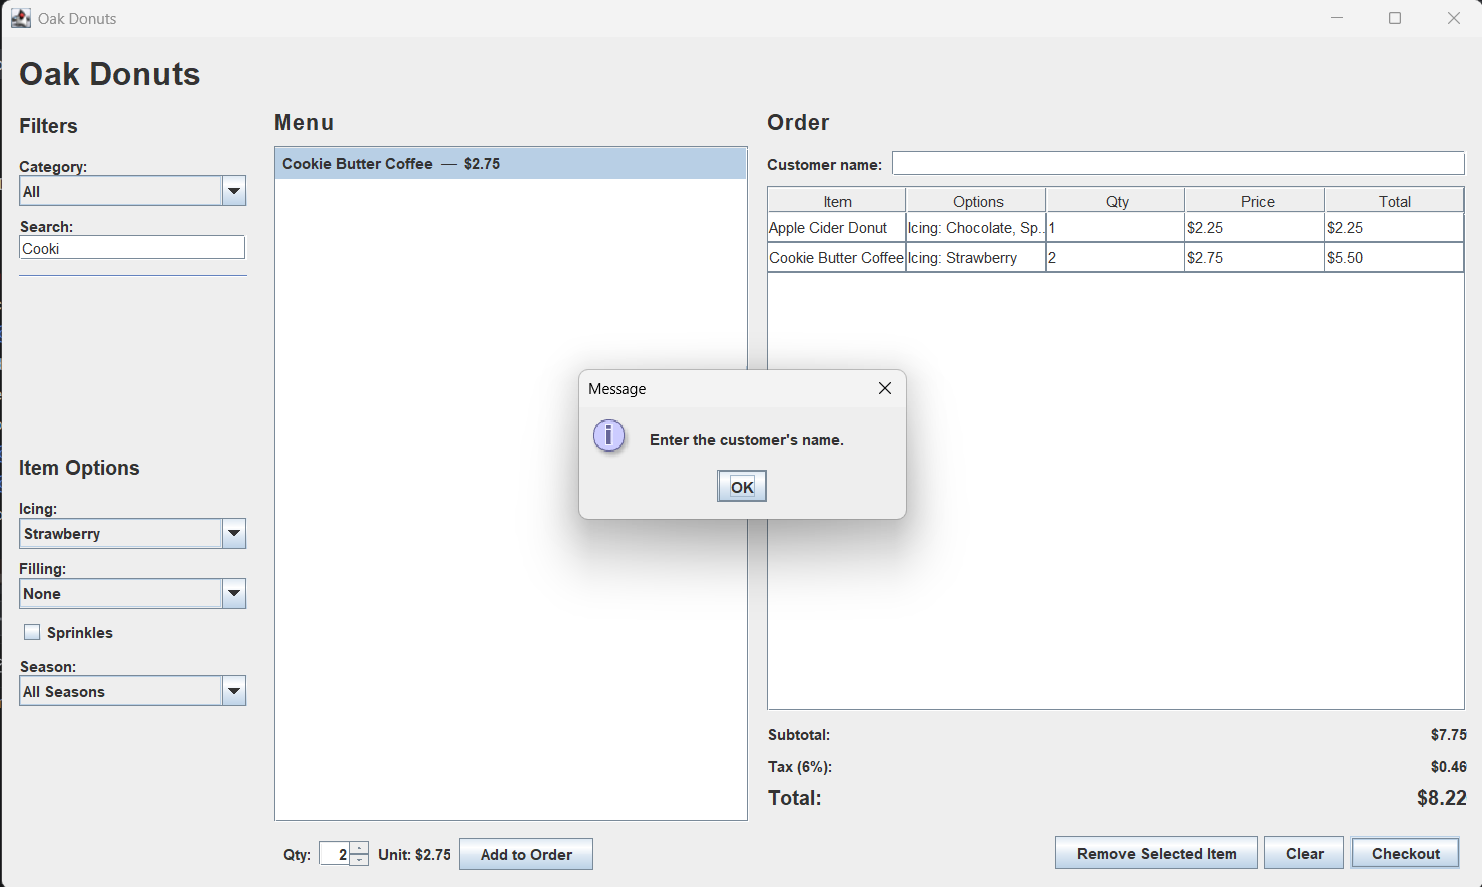 Oak Donuts
Oak Donuts
Filters
Category:
All
Search:
Cooki
Item Options
Icing:
Strawberry
Filling:
None
Sprinkles
Season:
All Seasons
Menu
Cookie Butter Coffee — $2.75
Qty: 2 Unit: $2.75 Add to Order
Order
Customer name:
Item Options Qty Price Total
Apple Cider Donut Icing: Chocolate, Sp... 1 $2.25 $2.25
Cookie Butter Coffee Icing: Strawberry 2 $2.75 $5.50
Message
Enter the customer's name.
OK
Subtotal: $7.75
Tax (6%): $0.46
Total: $8.22
Remove Selected Item Clear Checkout